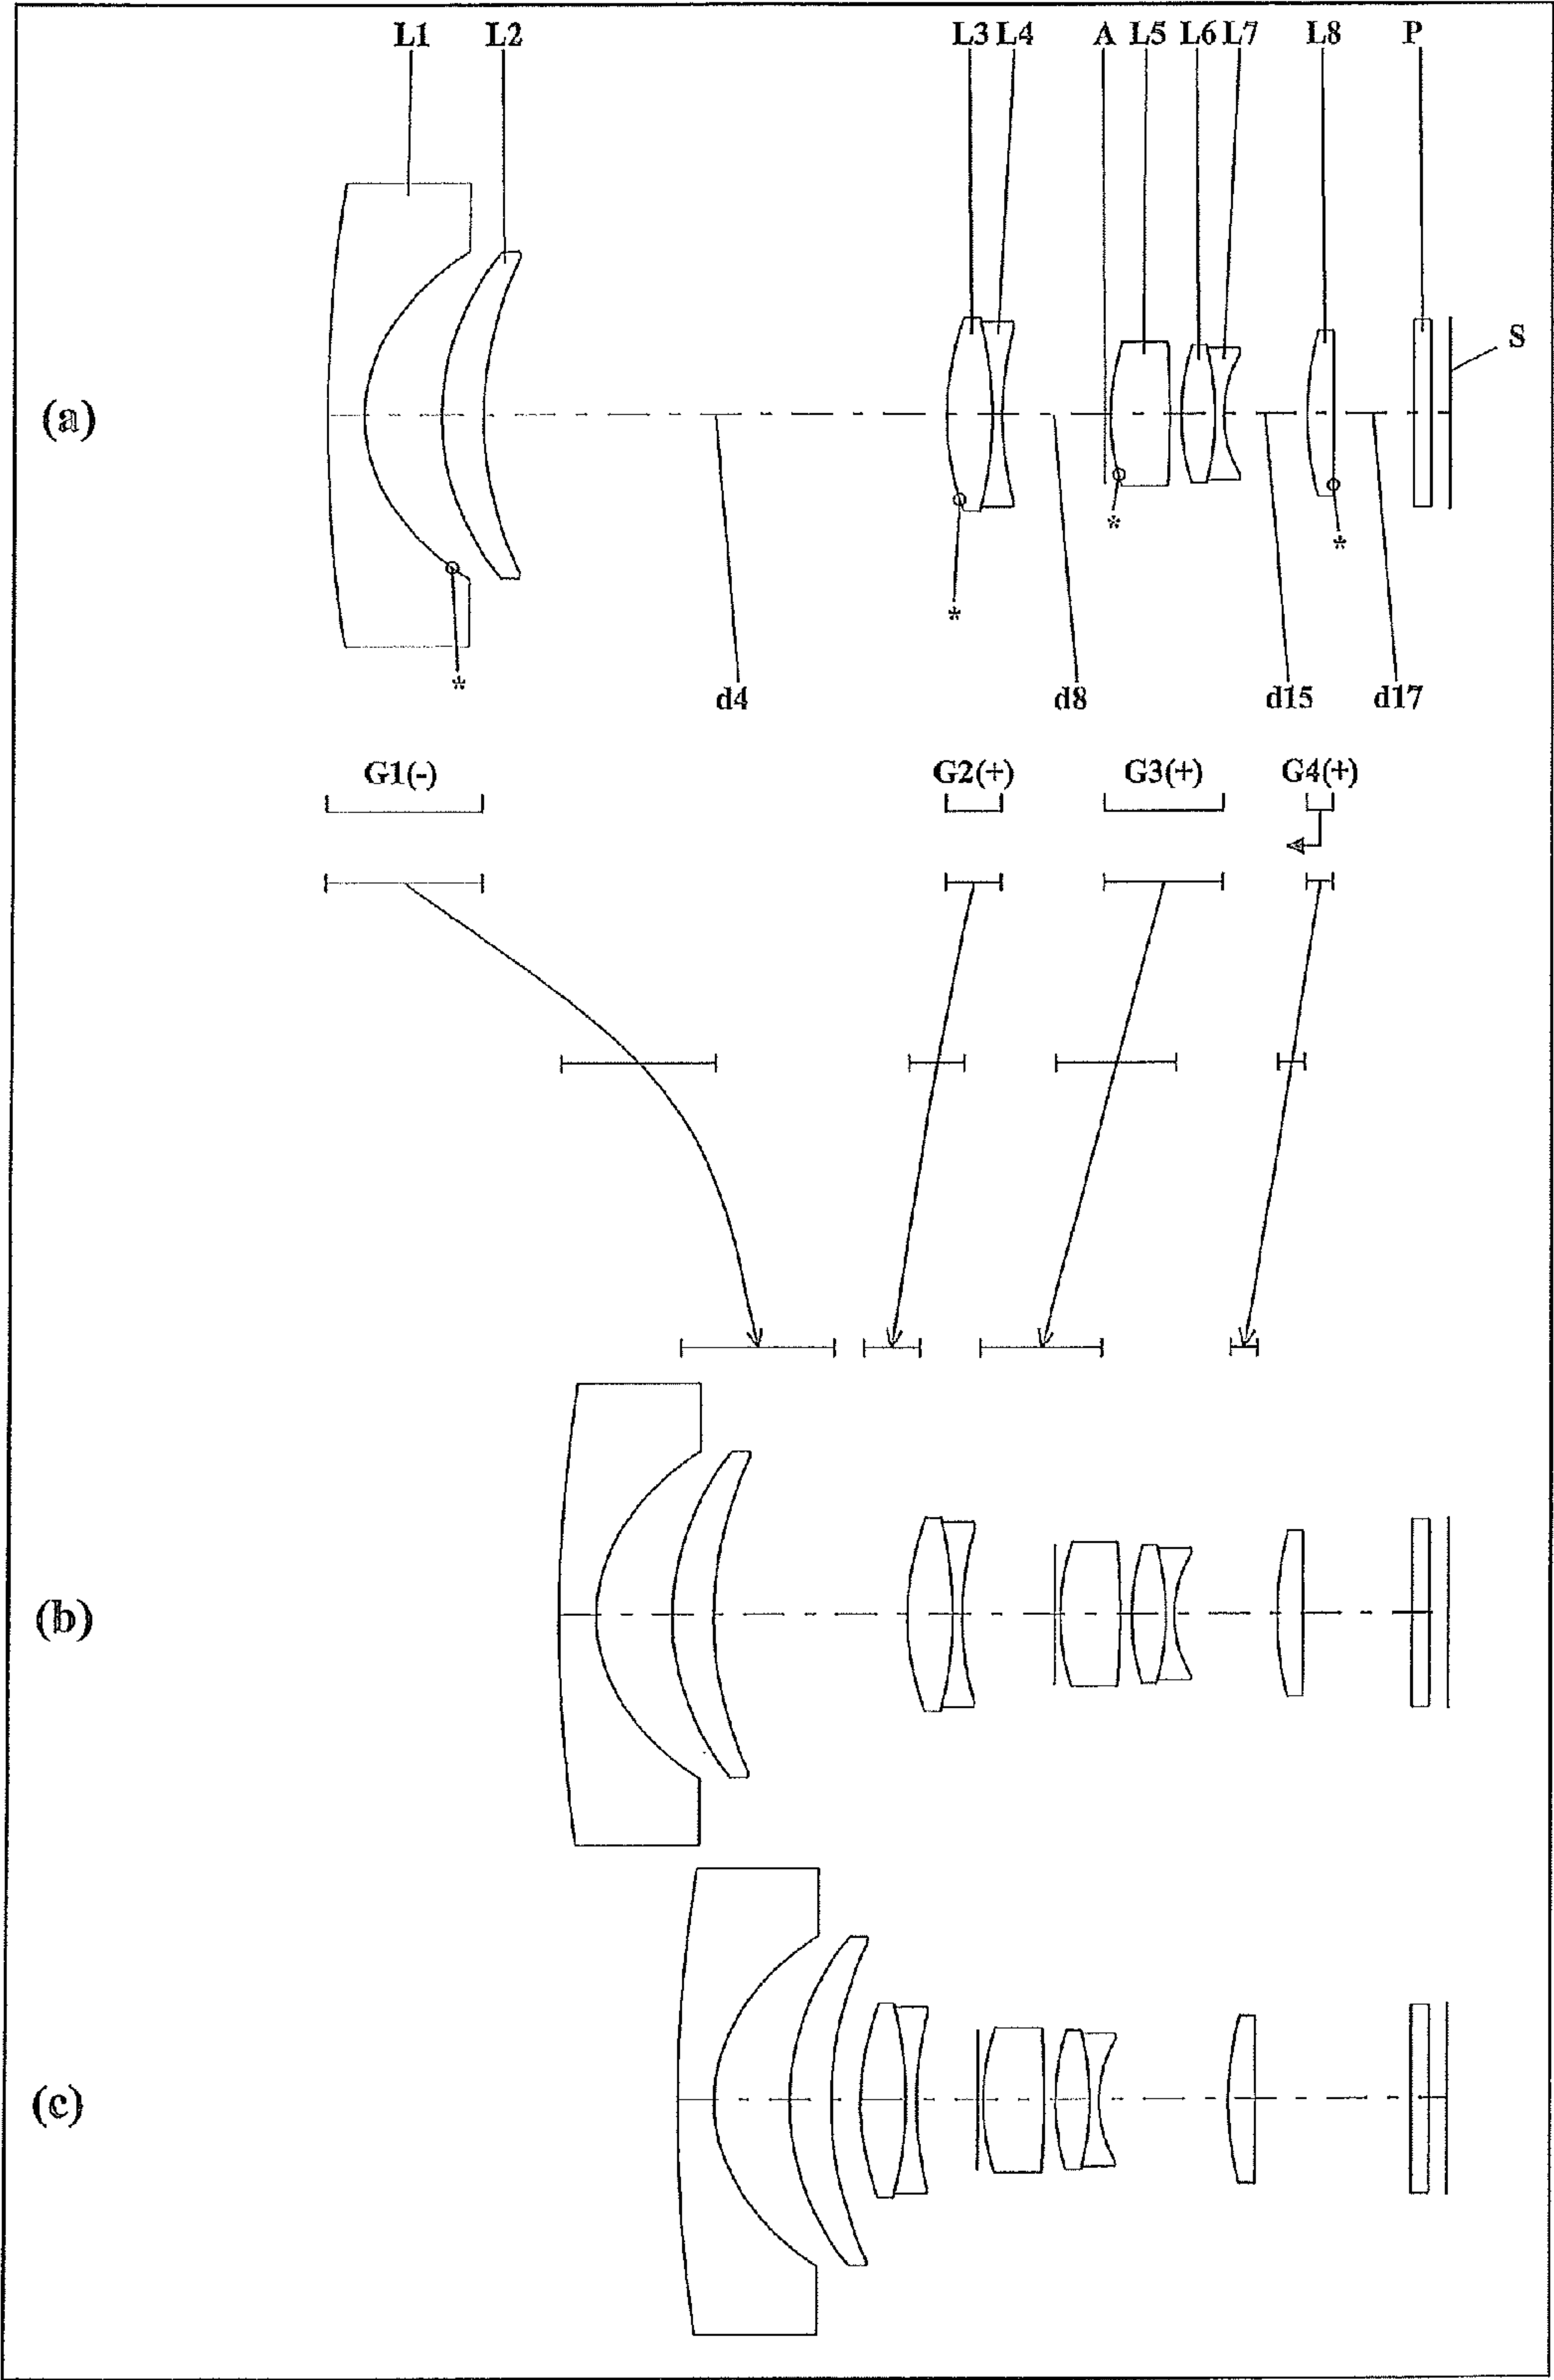 L1 L2 L3 L4 A L5 L6 L7 L8 P
S
(a)
*
*
*
*
d4 d8 d15 d17
G1(-) G2(+) G3(+) G4(+)
(b)
(c)